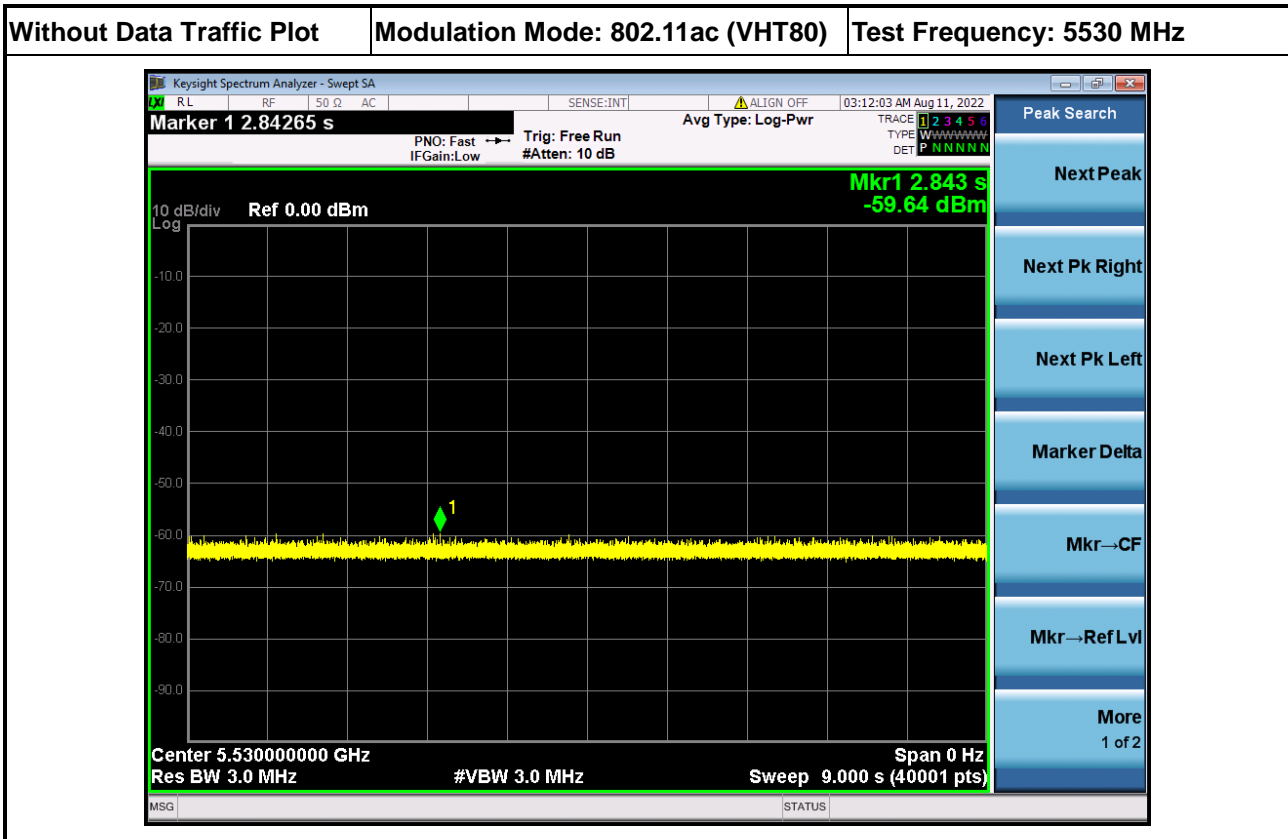 Without Data Traffic Plot Modulation Mode: 802.11ac (VHT80) Test Frequency: 5530 MHz
Keysight Spectrum Analyzer - Swept SA
LXI RL RF 50 Ω AC SENSE:INT ALIGN OFF 03:12:03 AM Aug 11, 2022
Marker 1 2.84265 s
PNO: Fast
IFGain:Low
Trig: Free Run
#Atten: 10 dB
Avg Type: Log-Pwr
TRACE 1 2 3 4 5 6
TYPE WWWWWW
DET P N N N N N
Peak Search
Mkr1 2.843 s
-59.64 dBm
10 dB/div Ref 0.00 dBm
Log
-10.0
-20.0
-30.0
-40.0
-50.0
-60.0
-70.0
-80.0
-90.0
1
Center 5.530000000 GHz Span 0 Hz
Res BW 3.0 MHz #VBW 3.0 MHz Sweep 9.000 s (40001 pts)
MSG STATUS
Next Peak
Next Pk Right
Next Pk Left
Marker Delta
Mkr→CF
Mkr→Ref Lvl
More
1 of 2